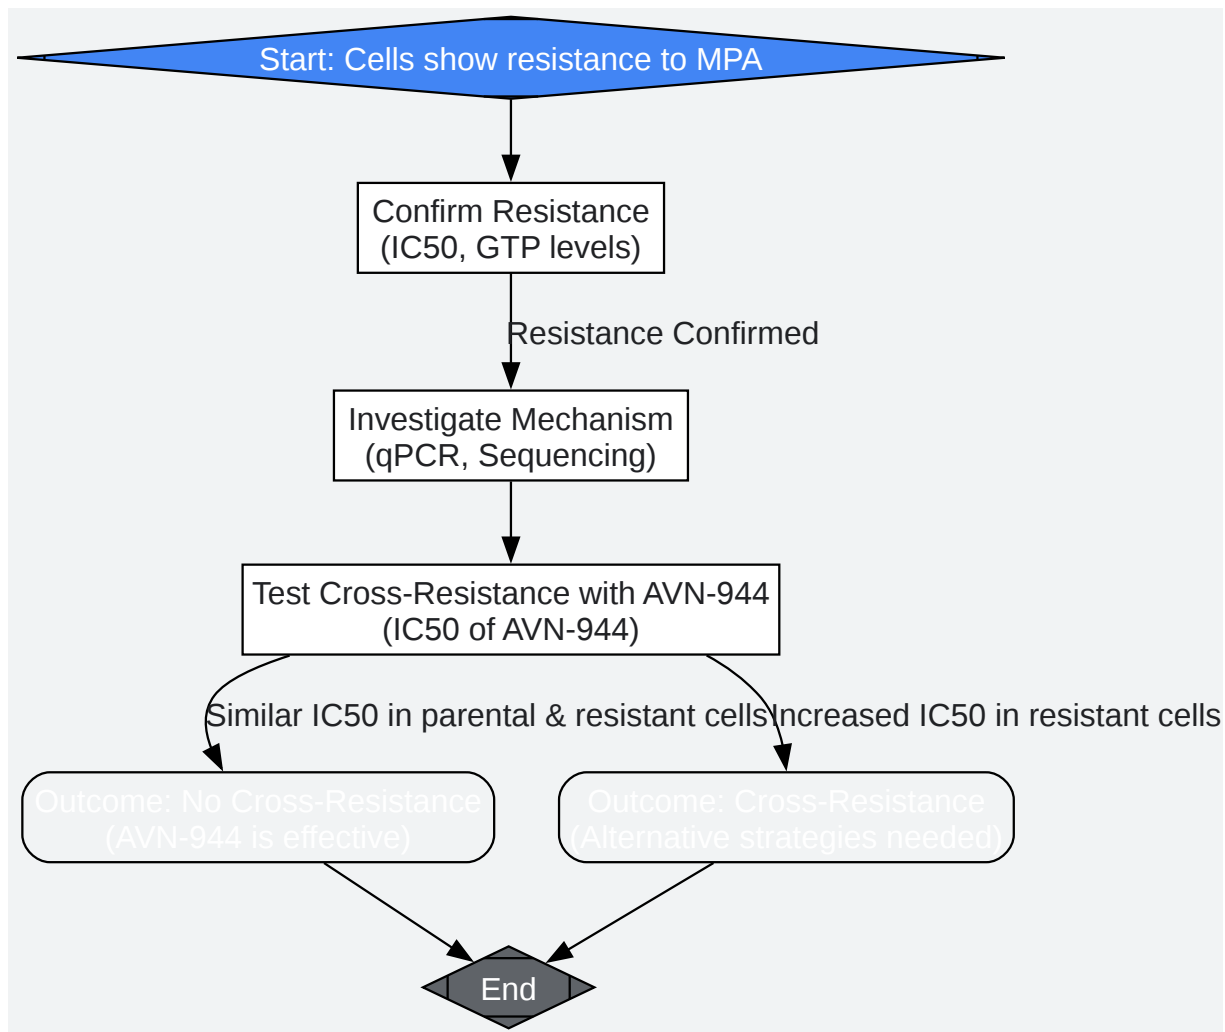 Start: Cells show resistance to MPA
Confirm Resistance
(IC50, GTP levels)
Resistance Confirmed
Investigate Mechanism
(qPCR, Sequencing)
Test Cross-Resistance with AVN-944
(IC50 of AVN-944)
Similar IC50 in parental & resistant cells
Increased IC50 in resistant cells
Outcome: No Cross-Resistance
(AVN-944 is effective)
Outcome: Cross-Resistance
(Alternative strategies needed)
End